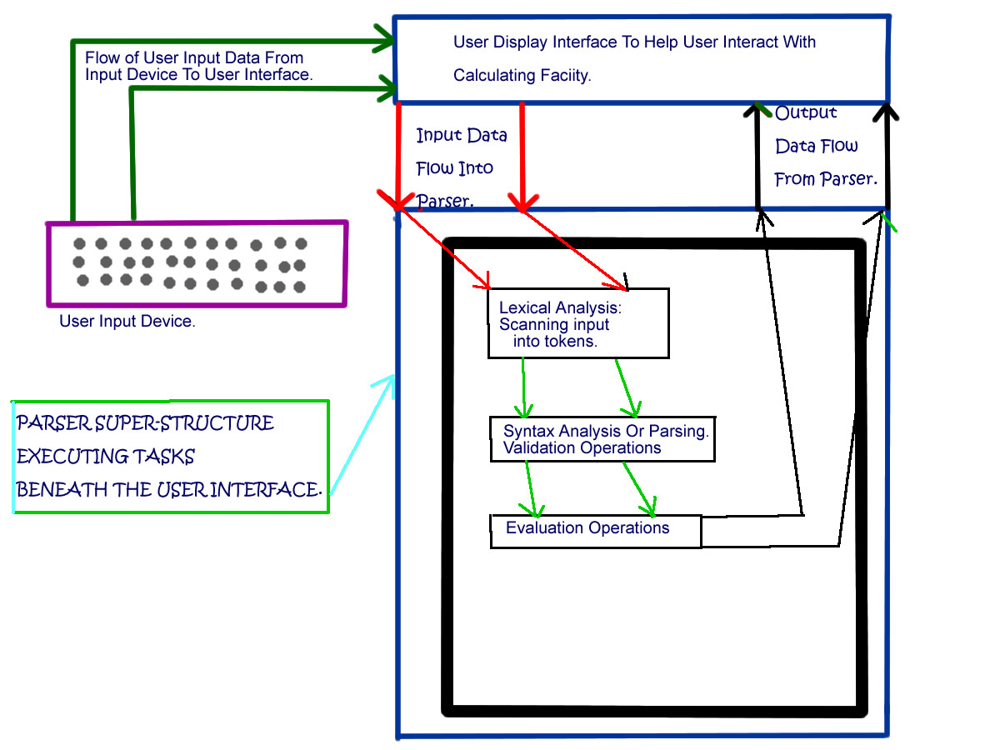 User Display Interface To Help User Interact With
Calculating Faciity.
Flow of User Input Data From
Input Device To User Interface.
Input Data
Flow Into
Parser.
Output
Data Flow
From Parser.
User Input Device.
Lexical Analysis:
Scanning input
into tokens.
Syntax Analysis Or Parsing.
Validation Operations
Evaluation Operations
PARSER SUPER-STRUCTURE
EXECUTING TASKS
BENEATH THE USER INTERFACE.